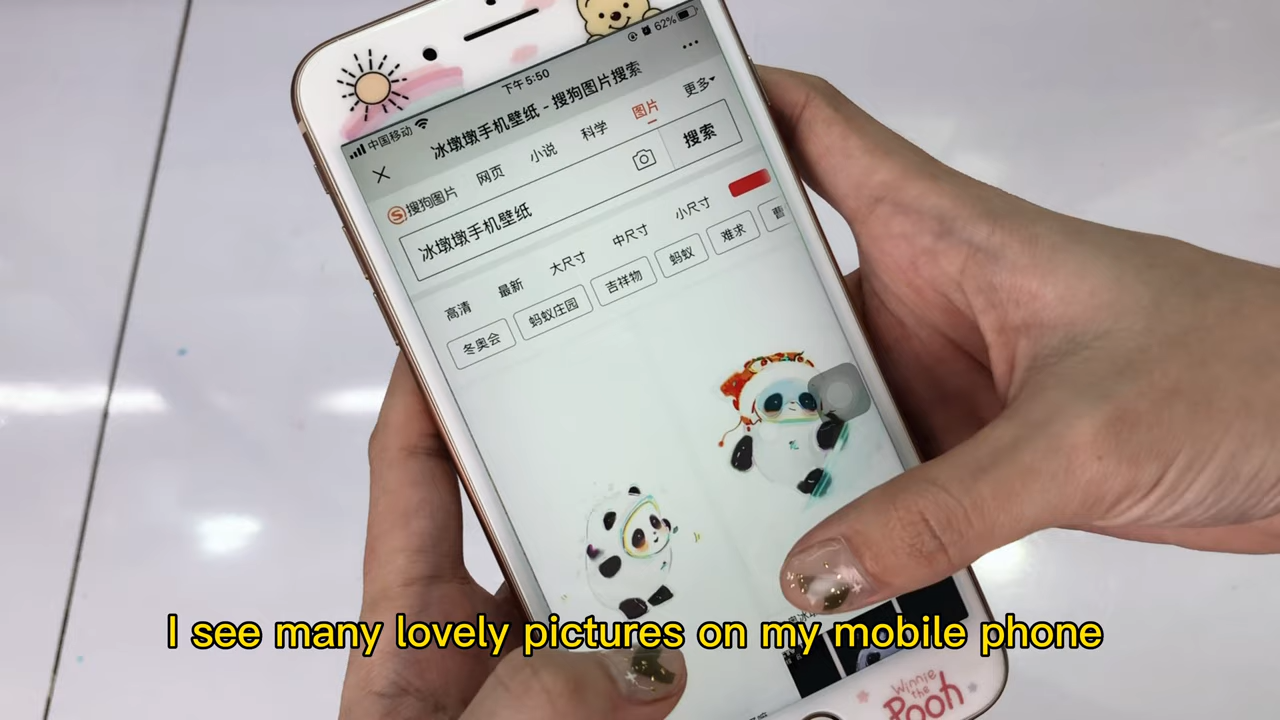 中国移动 下午5:50 62%
冰墩墩手机壁纸 - 搜狗图片搜索
搜狗图片 网页 小说 科学 图片 更多
冰墩墩手机壁纸 搜索
高清 最新 大尺寸 中尺寸 小尺寸
冬奥会 蚂蚁庄园 吉祥物 蚂蚁 难求 曹
I see many lovely pictures on my mobile phone
Winnie
the
Pooh